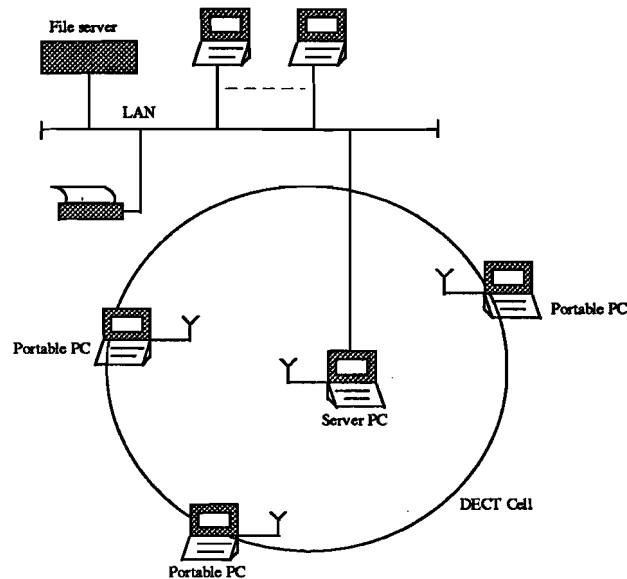 File server
LAN
Portable PC
Portable PC
Server PC
DECT Cell
Portable PC